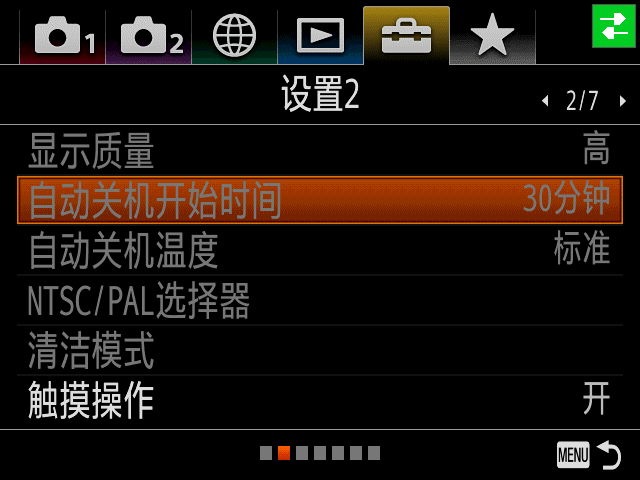 1 2
设置2
2/7
显示质量 高
自动关机开始时间 30分钟
自动关机温度 标准
NTSC/PAL选择器
清洁模式
触摸操作 开
MENU